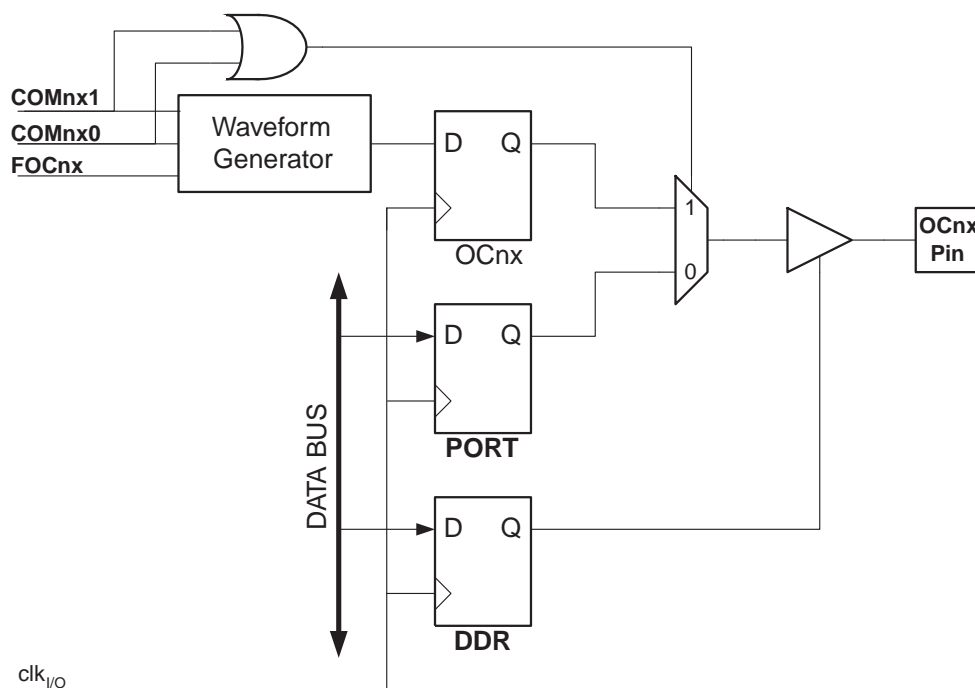 COMnx1
COMnx0
FOCnx
Waveform
Generator
D Q
OCnx
1
0
OCnx
Pin
D Q
PORT
DATA BUS
D Q
DDR
clkI/O